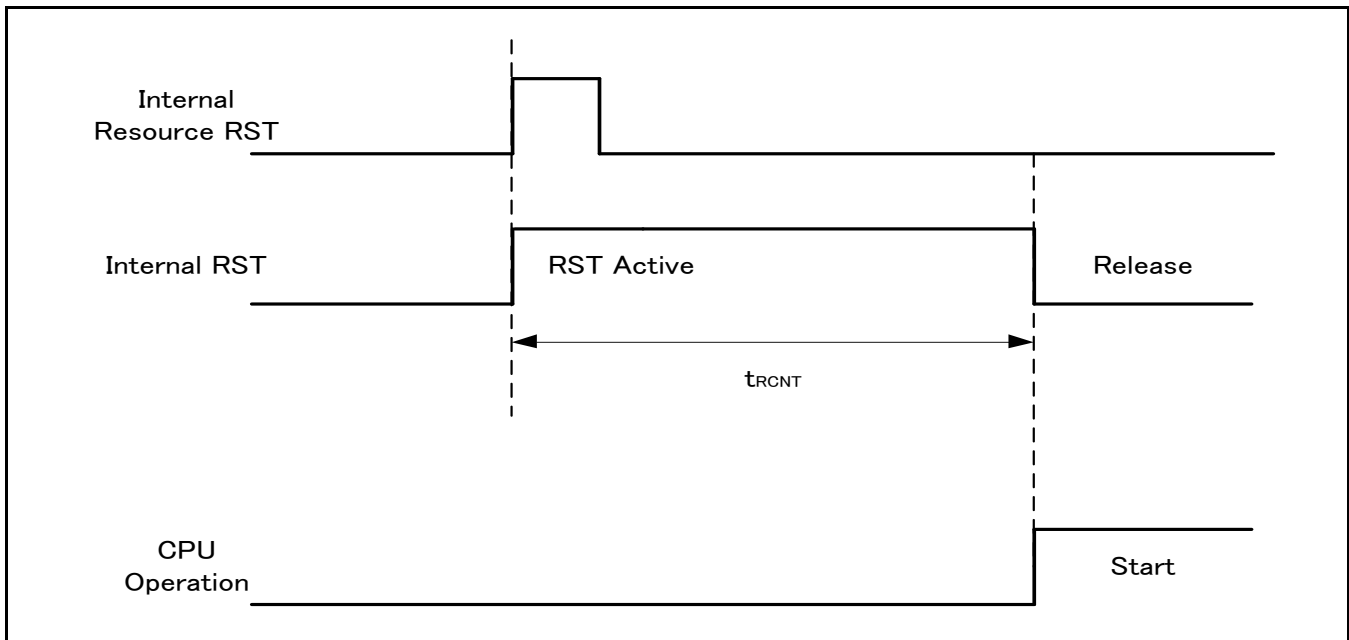 Internal
Resource RST
Internal RST
RST Active
Release
tRCNT
CPU
Operation
Start